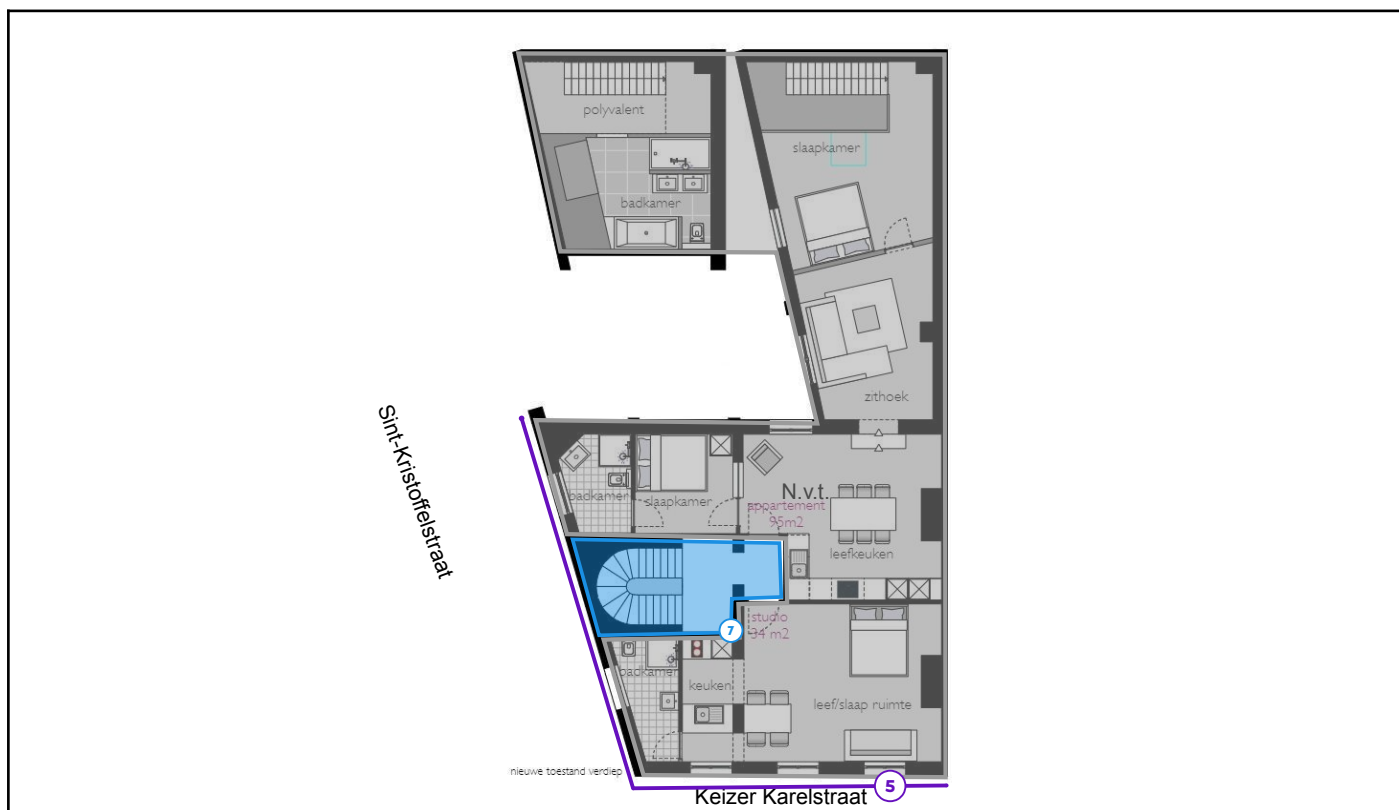 polyvalent
slaapkamer
badkamer
zithoek
Sint-Kristoffelstraat
badkamer
slaapkamer
N.v.t.
appartement
95m2
leefkeuken
7
studio
34 m2
badkamer
keuken
leef/slaap ruimte
nieuwe toestand verdiep
5
Keizer Karelstraat